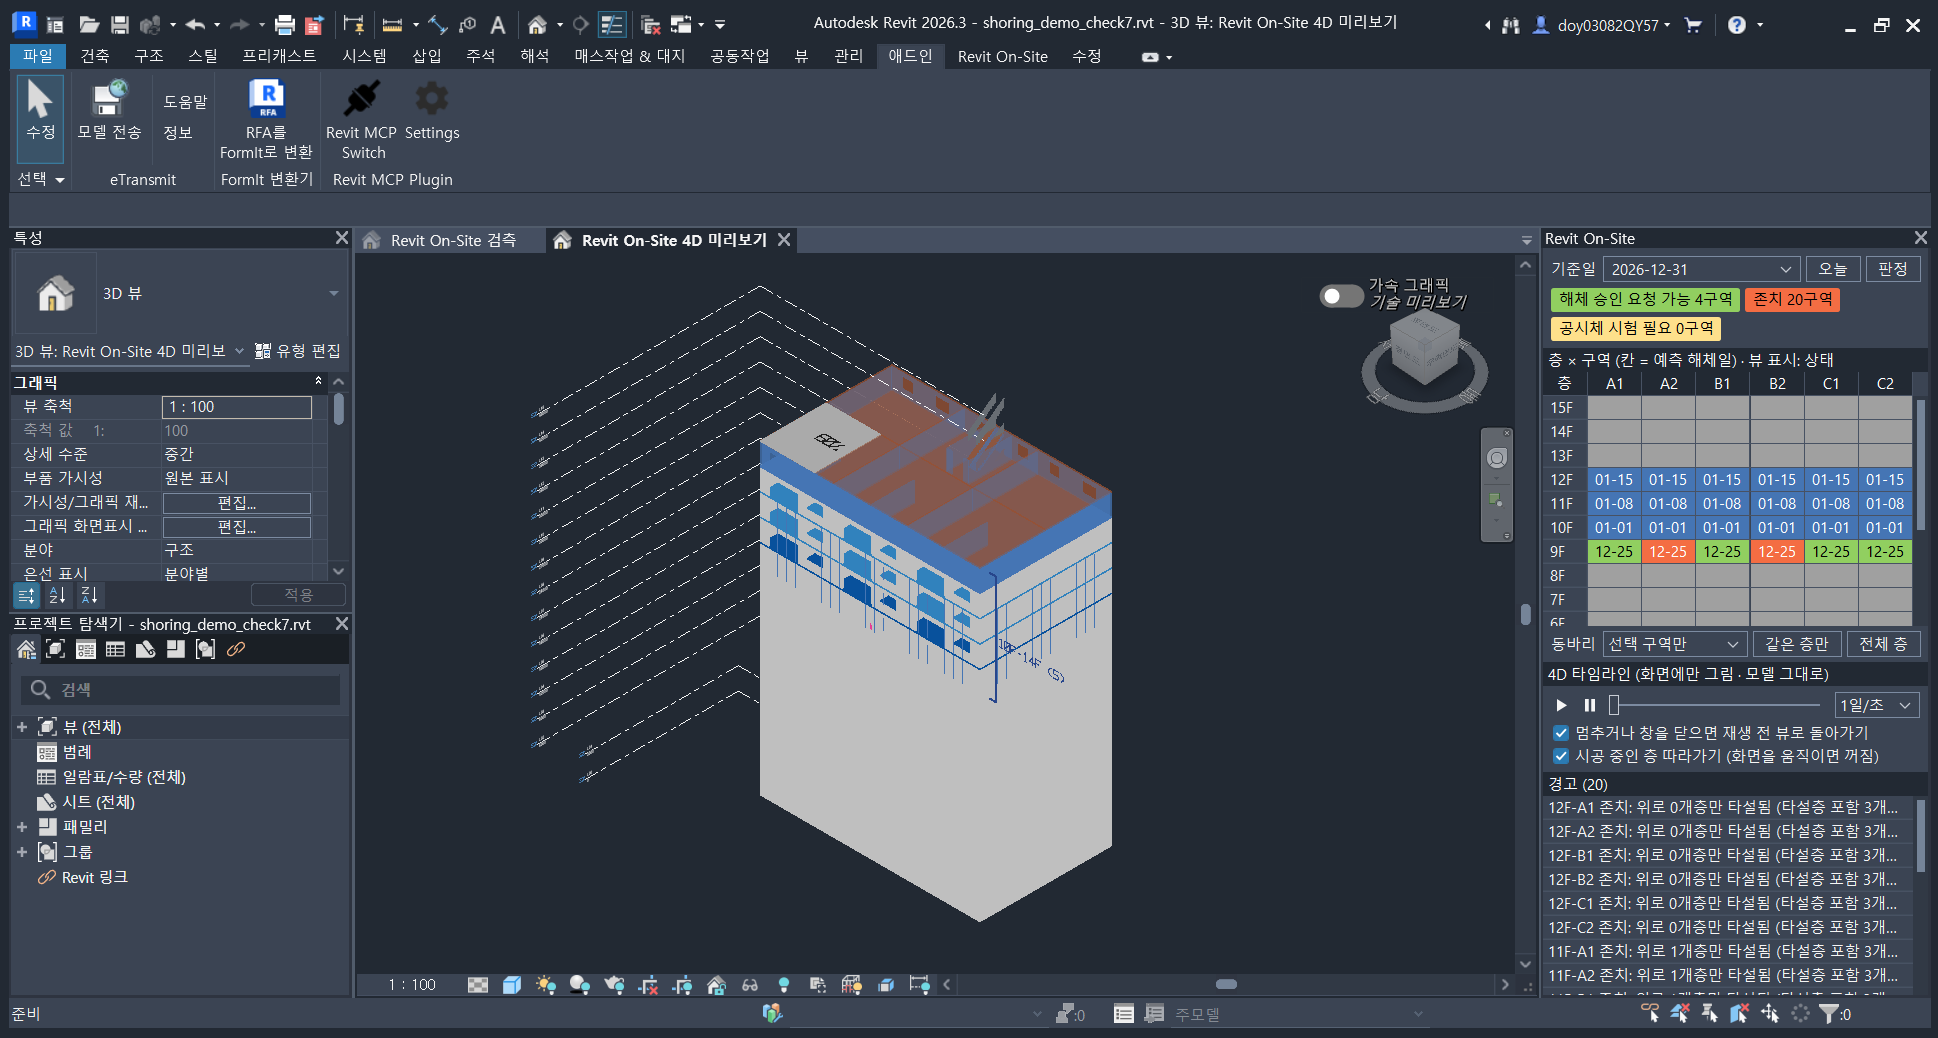 Autodesk Revit 2026.3 - shoring_demo_check7.rvt - 3D 뷰: Revit On-Site 4D 미리보기
doy03082QY57
파일 건축 구조 스틸 프리캐스트 시스템 삽입 주석 해석 매스작업 & 대지 공동작업 뷰 관리 애드인 Revit On-Site 수정
수정
모델 전송
도움말
정보
RFA를
FormIt로 변환
Revit MCP
Switch
Settings
선택
eTransmit
FormIt 변환기
Revit MCP Plugin
특성
3D 뷰
3D 뷰: Revit On-Site 4D 미리보
유형 편집
그래픽
뷰 축척 1 : 100
축척 값 1: 100
상세 수준 중간
부품 가시성 원본 표시
가시성/그래픽 재... 편집...
그래픽 화면표시 ... 편집...
분야 구조
은선 표시 분야별
적용
프로젝트 탐색기 - shoring_demo_check7.rvt
검색
뷰 (전체)
범례
일람표/수량 (전체)
시트 (전체)
패밀리
그룹
Revit 링크
Revit On-Site 검측
Revit On-Site 4D 미리보기
가속 그래픽
기술 미리보기
1 : 100
Revit On-Site
기준일 2026-12-31 오늘 판정
해체 승인 요청 가능 4구역 존치 20구역
공시체 시험 필요 0구역
층 × 구역 (칸 = 예측 해체일) · 뷰 표시: 상태
층 A1 A2 B1 B2 C1 C2
15F
14F
13F
12F 01-15 01-15 01-15 01-15 01-15 01-15
11F 01-08 01-08 01-08 01-08 01-08 01-08
10F 01-01 01-01 01-01 01-01 01-01 01-01
9F 12-25 12-25 12-25 12-25 12-25 12-25
8F
7F
6F
동바리 선택 구역만 같은 층만 전체 층
4D 타임라인 (화면에만 그림 · 모델 그대로)
1일/초
멈추거나 창을 닫으면 재생 전 뷰로 돌아가기
시공 중인 층 따라가기 (화면을 움직이면 꺼짐)
경고 (20)
12F-A1 존치: 위로 0개층만 타설됨 (타설층 포함 3개...
12F-A2 존치: 위로 0개층만 타설됨 (타설층 포함 3개...
12F-B1 존치: 위로 0개층만 타설됨 (타설층 포함 3개...
12F-B2 존치: 위로 0개층만 타설됨 (타설층 포함 3개...
12F-C1 존치: 위로 0개층만 타설됨 (타설층 포함 3개...
12F-C2 존치: 위로 0개층만 타설됨 (타설층 포함 3개...
11F-A1 존치: 위로 1개층만 타설됨 (타설층 포함 3개...
11F-A2 존치: 위로 1개층만 타설됨 (타설층 포함 3개...
준비
:0
주모델
:0